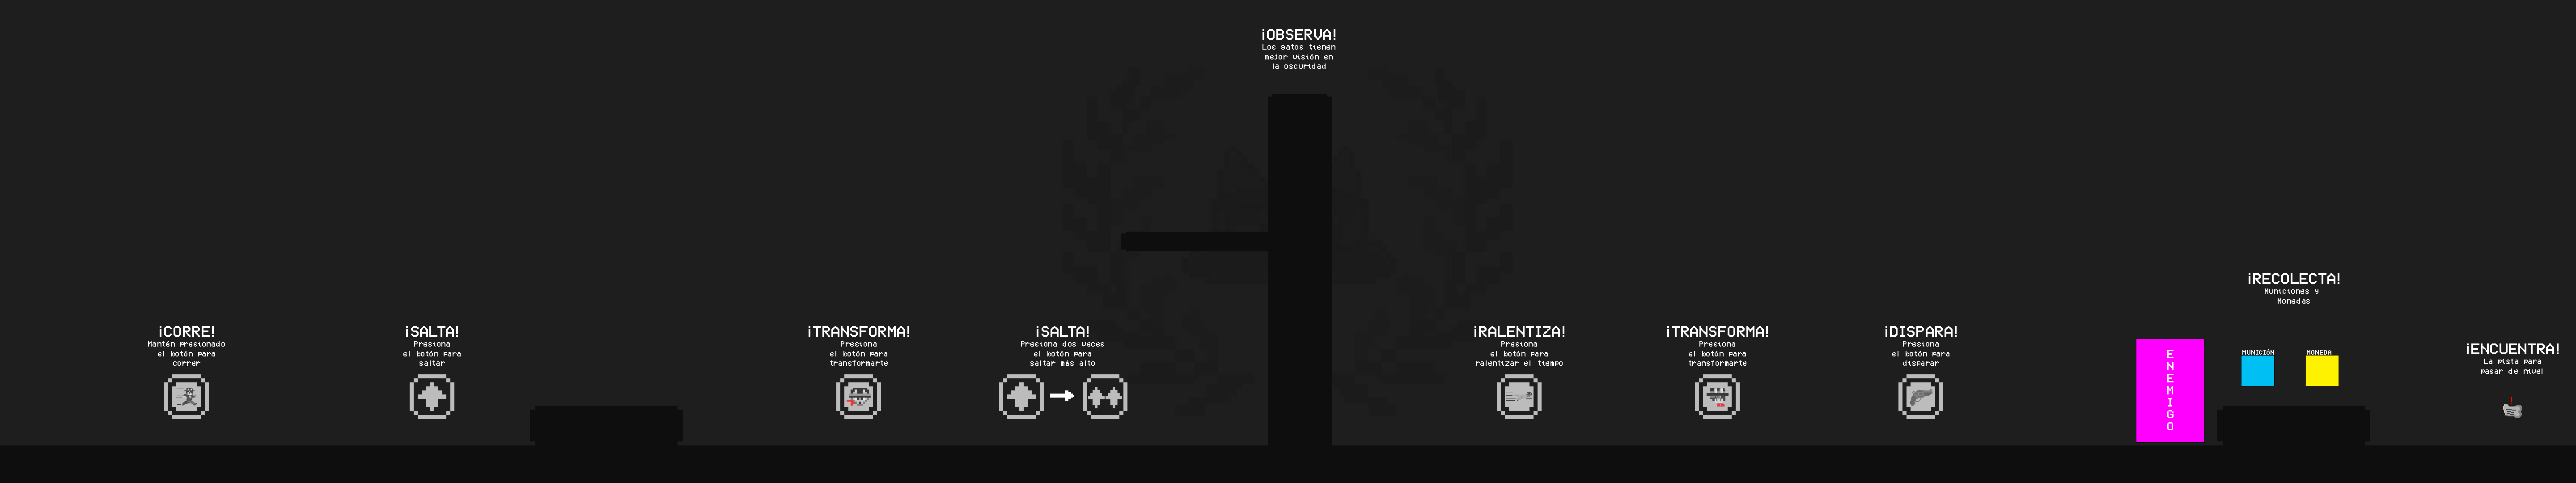 ¡CORRE!
Mantén presionado
el botón para
correr
¡SALTA!
Presiona
el botón para
saltar
¡TRANSFORMA!
Presiona
el botón para
transformarte
¡SALTA!
Presiona dos veces
el botón para
saltar más alto
¡OBSERVA!
Los gatos tienen
mejor visión en
la oscuridad
¡RALENTIZA!
Presiona
el botón para
ralentizar el tiempo
¡TRANSFORMA!
Presiona
el botón para
transformarte
¡DISPARA!
Presiona
el botón para
disparar
ENEMIGO
¡RECOLECTA!
Municiones y
Monedas
MUNICIÓN
MONEDA
¡ENCUENTRA!
La pista para
pasar de nivel